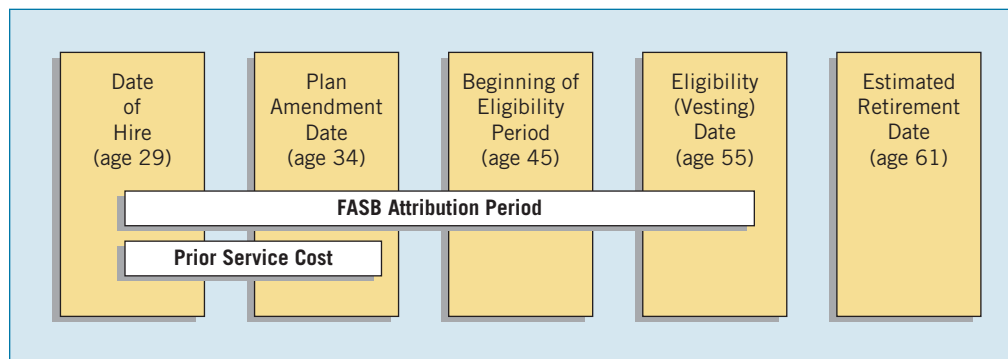 Date
of
Hire
(age 29)
Plan
Amendment
Date
(age 34)
Beginning of
Eligibility
Period
(age 45)
Eligibility
(Vesting)
Date
(age 55)
Estimated
Retirement
Date
(age 61)
FASB Attribution Period
Prior Service Cost